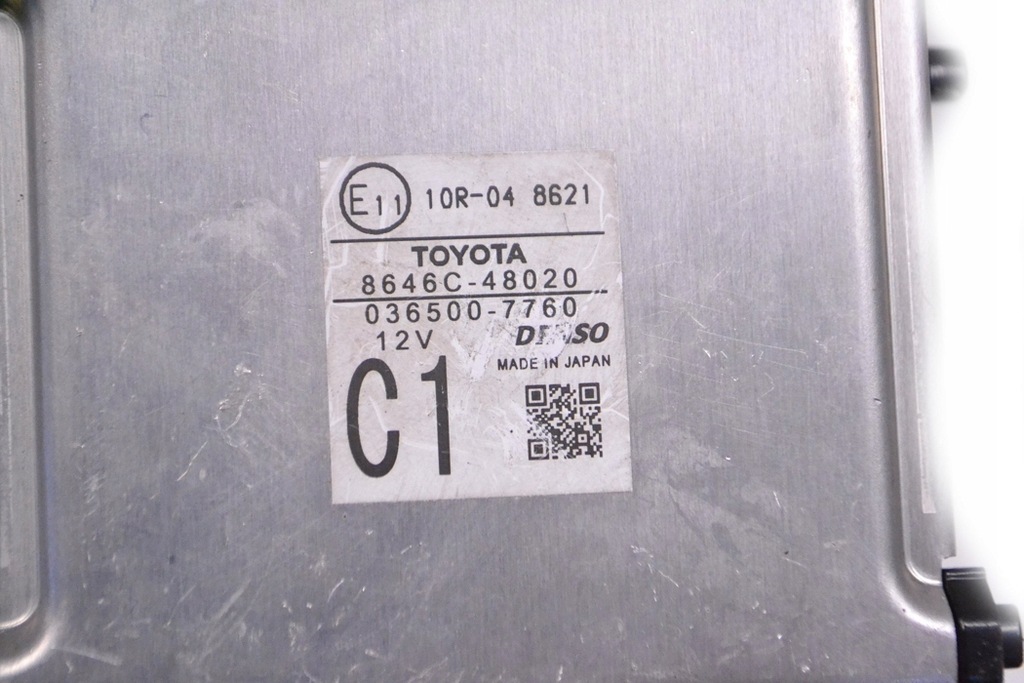 E11 10R-04 8621
TOYOTA
8646C-48020
036500-7760
12V DENSO
MADE IN JAPAN
C1